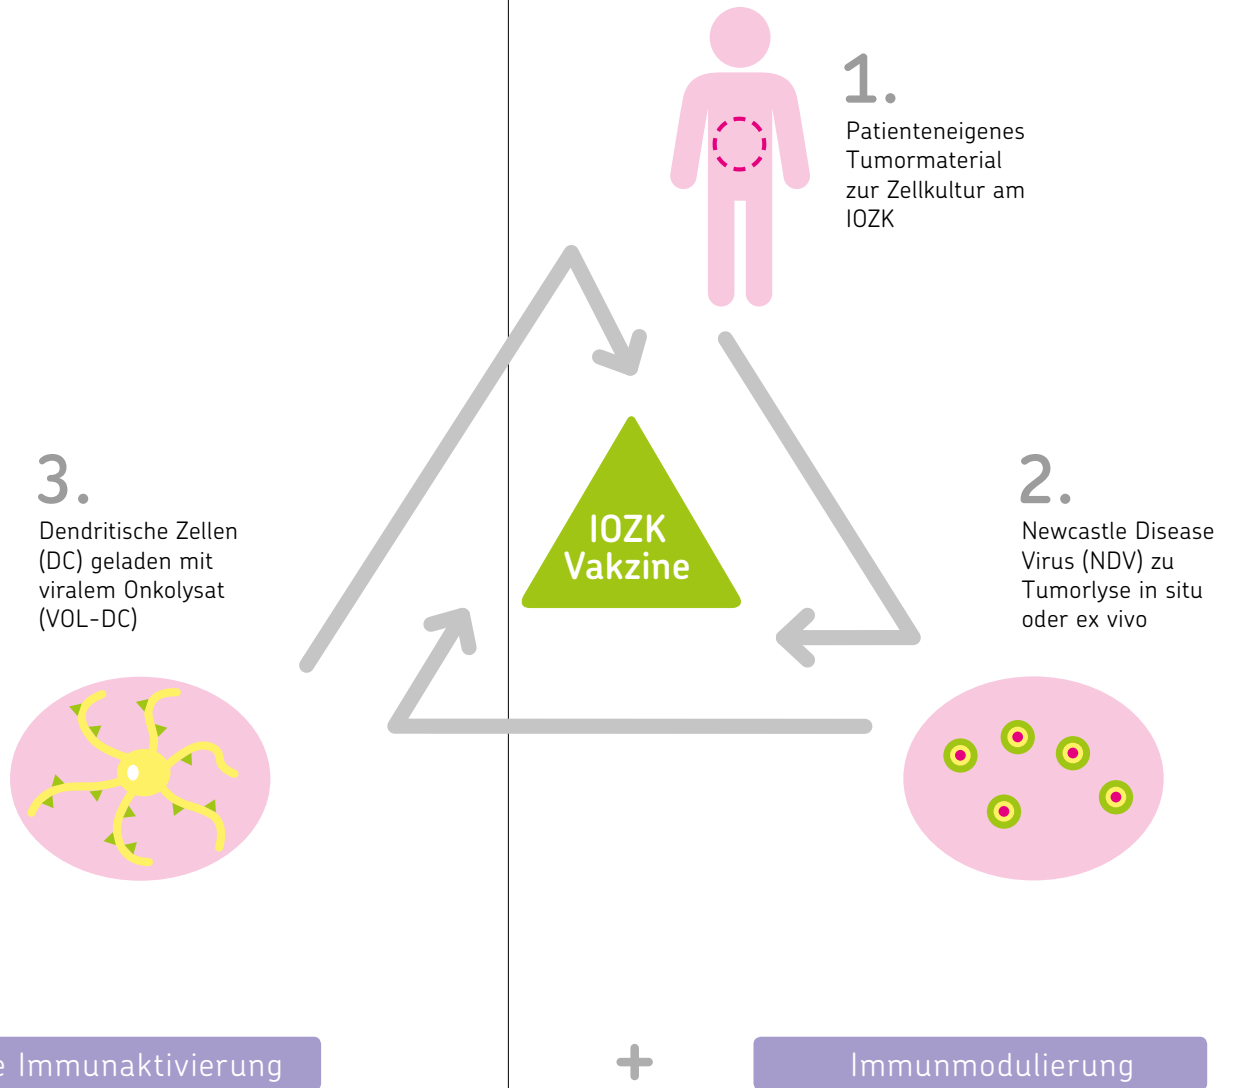 1.
Patienteneigenes
Tumormaterial
zur Zellkultur am
IOZK
2.
Newcastle Disease
Virus (NDV) zu
Tumorlyse in situ
oder ex vivo
3.
Dendritische Zellen
(DC) geladen mit
viralem Onkolysat
(VOL-DC)
IOZK
Vakzine
e Immunaktivierung
+
Immunmodulierung